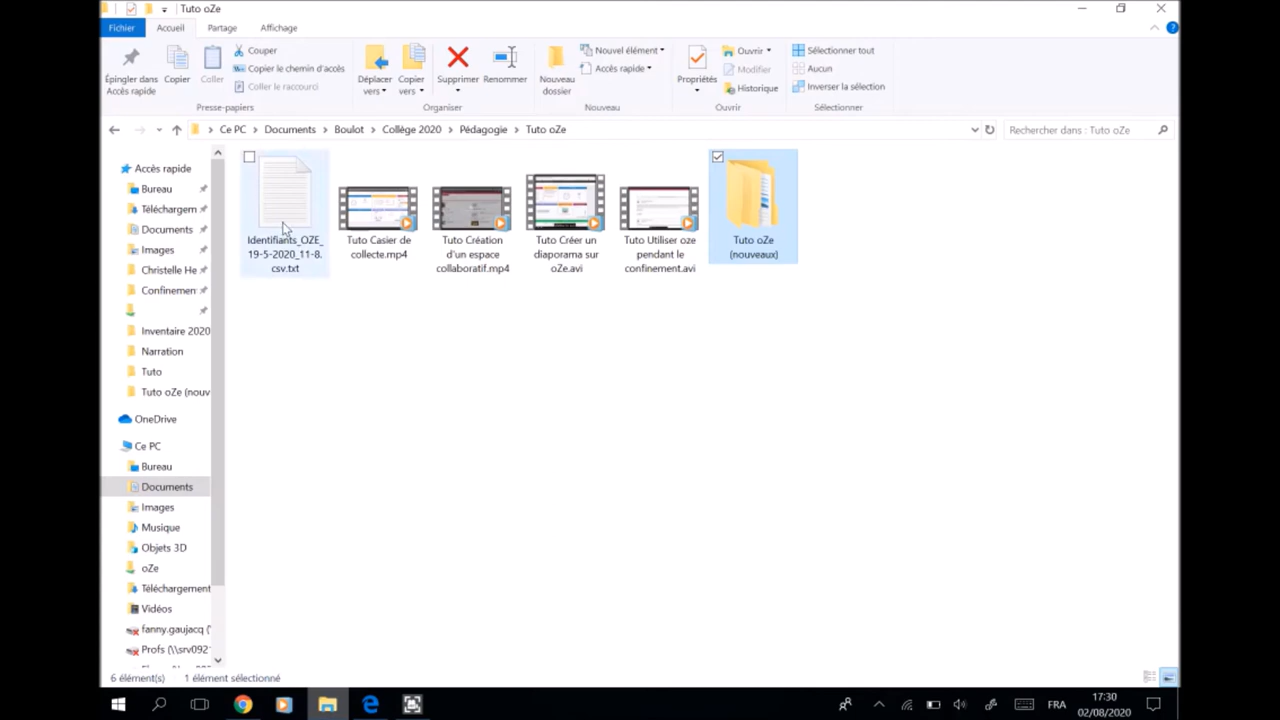 Tuto oZe
Fichier Accueil Partage Affichage
Épingler dans
Accès rapide
Copier
Coller
Couper
Copier le chemin d'accès
Coller le raccourci
Presse-papiers
Déplacer
vers
Copier
vers
Supprimer
Renommer
Organiser
Nouveau
dossier
Nouvel élément
Accès rapide
Nouveau
Propriétés
Ouvrir
Modifier
Historique
Ouvrir
Sélectionner tout
Aucun
Inverser la sélection
Sélectionner
Ce PC > Documents > Boulot > Collège 2020 > Pédagogie > Tuto oZe
Rechercher dans : Tuto oZe
Accès rapide
Bureau
Téléchargem
Documents
Images
Christelle He
Confinemen
Inventaire 2020
Narration
Tuto
Tuto oZe (nouv
OneDrive
Ce PC
Bureau
Documents
Images
Musique
Objets 3D
oZe
Téléchargement
Vidéos
fanny.gaujacq (
Profs (\\srv092
Identifiants_OZE_
19-5-2020_11-8.
csv.txt
Tuto Casier de
collecte.mp4
Tuto Création
d'un espace
collaboratif.mp4
Tuto Créer un
diaporama sur
oZe.avi
Tuto Utiliser oze
pendant le
confinement.avi
Tuto oZe
(nouveaux)
6 élément(s) 1 élément sélectionné
FRA
17:30
02/08/2020